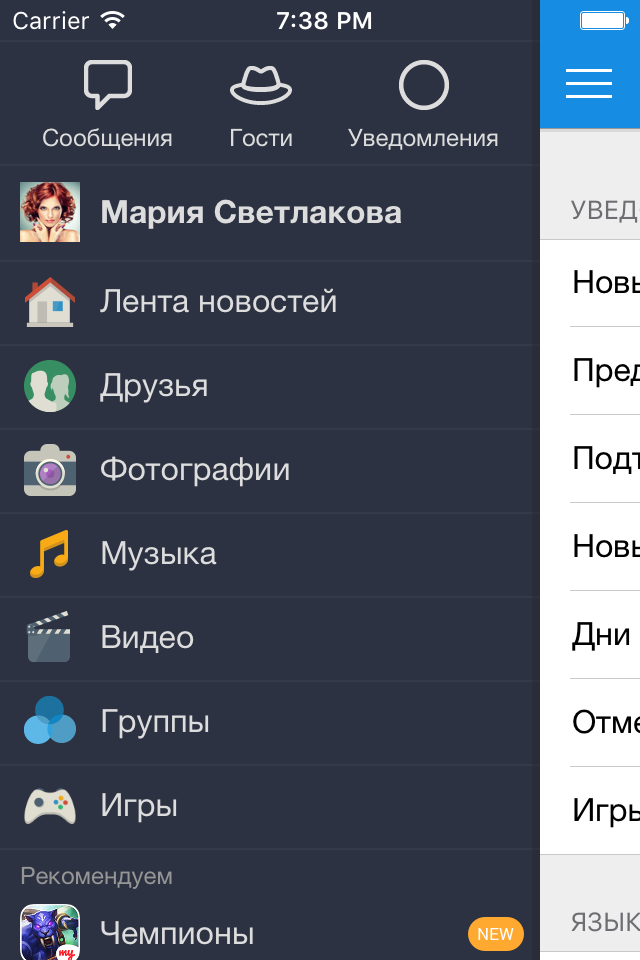 Carrier 7:38 PM
Сообщения Гости Уведомления
Мария Светлакова
Лента новостей
Друзья
Фотографии
Музыка
Видео
Группы
Игры
Рекомендуем
Чемпионы NEW
my
УВЕД
Новы
Пред
Подт
Новы
Дни
Отме
Игры
ЯЗЫК